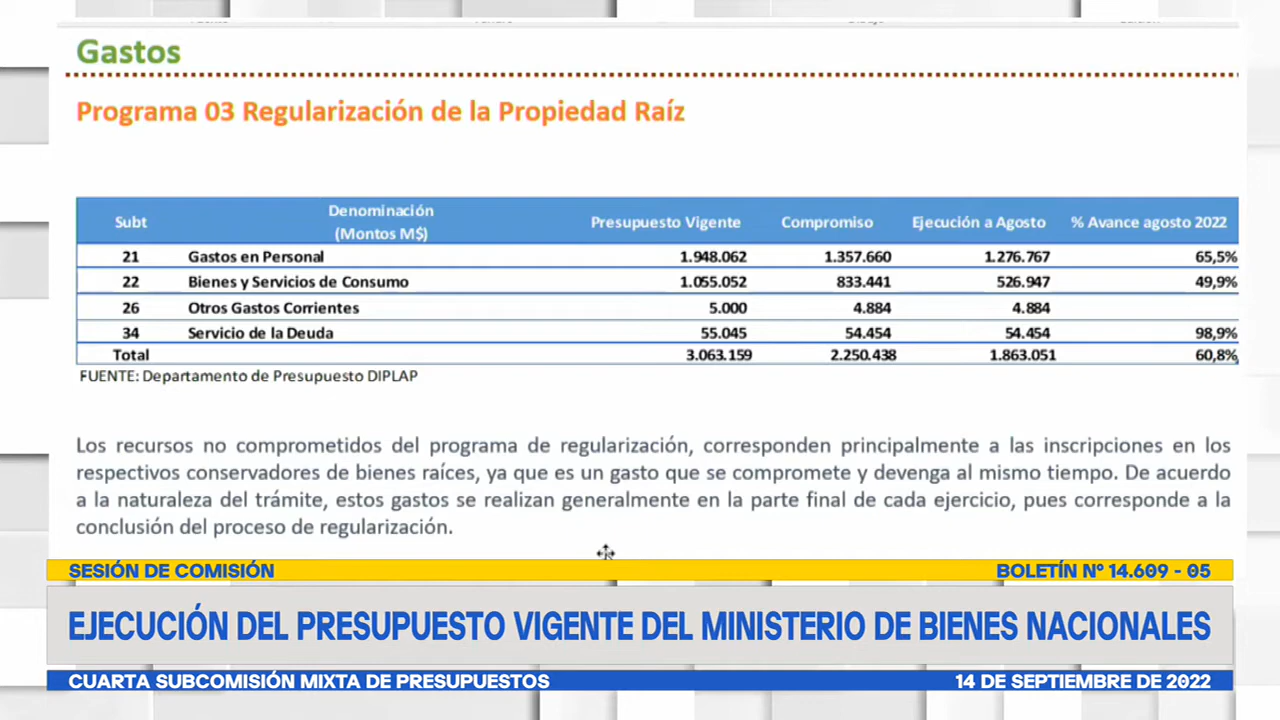 Gastos
Programa 03 Regularización de la Propiedad Raíz
Subt Denominación (Montos M$) Presupuesto Vigente Compromiso Ejecución a Agosto % Avance agosto 2022
21 Gastos en Personal 1.948.062 1.357.660 1.276.767 65,5%
22 Bienes y Servicios de Consumo 1.055.052 833.441 526.947 49,9%
26 Otros Gastos Corrientes 5.000 4.884 4.884
34 Servicio de la Deuda 55.045 54.454 54.454 98,9%
Total 3.063.159 2.250.438 1.863.051 60,8%
FUENTE: Departamento de Presupuesto DIPLAP
Los recursos no comprometidos del programa de regularización, corresponden principalmente a las inscripciones en los
respectivos conservadores de bienes raíces, ya que es un gasto que se compromete y devenga al mismo tiempo. De acuerdo
a la naturaleza del trámite, estos gastos se realizan generalmente en la parte final de cada ejercicio, pues corresponde a la
conclusión del proceso de regularización.
SESIÓN DE COMISIÓN BOLETÍN Nº 14.609 - 05
EJECUCIÓN DEL PRESUPUESTO VIGENTE DEL MINISTERIO DE BIENES NACIONALES
CUARTA SUBCOMISIÓN MIXTA DE PRESUPUESTOS 14 DE SEPTIEMBRE DE 2022